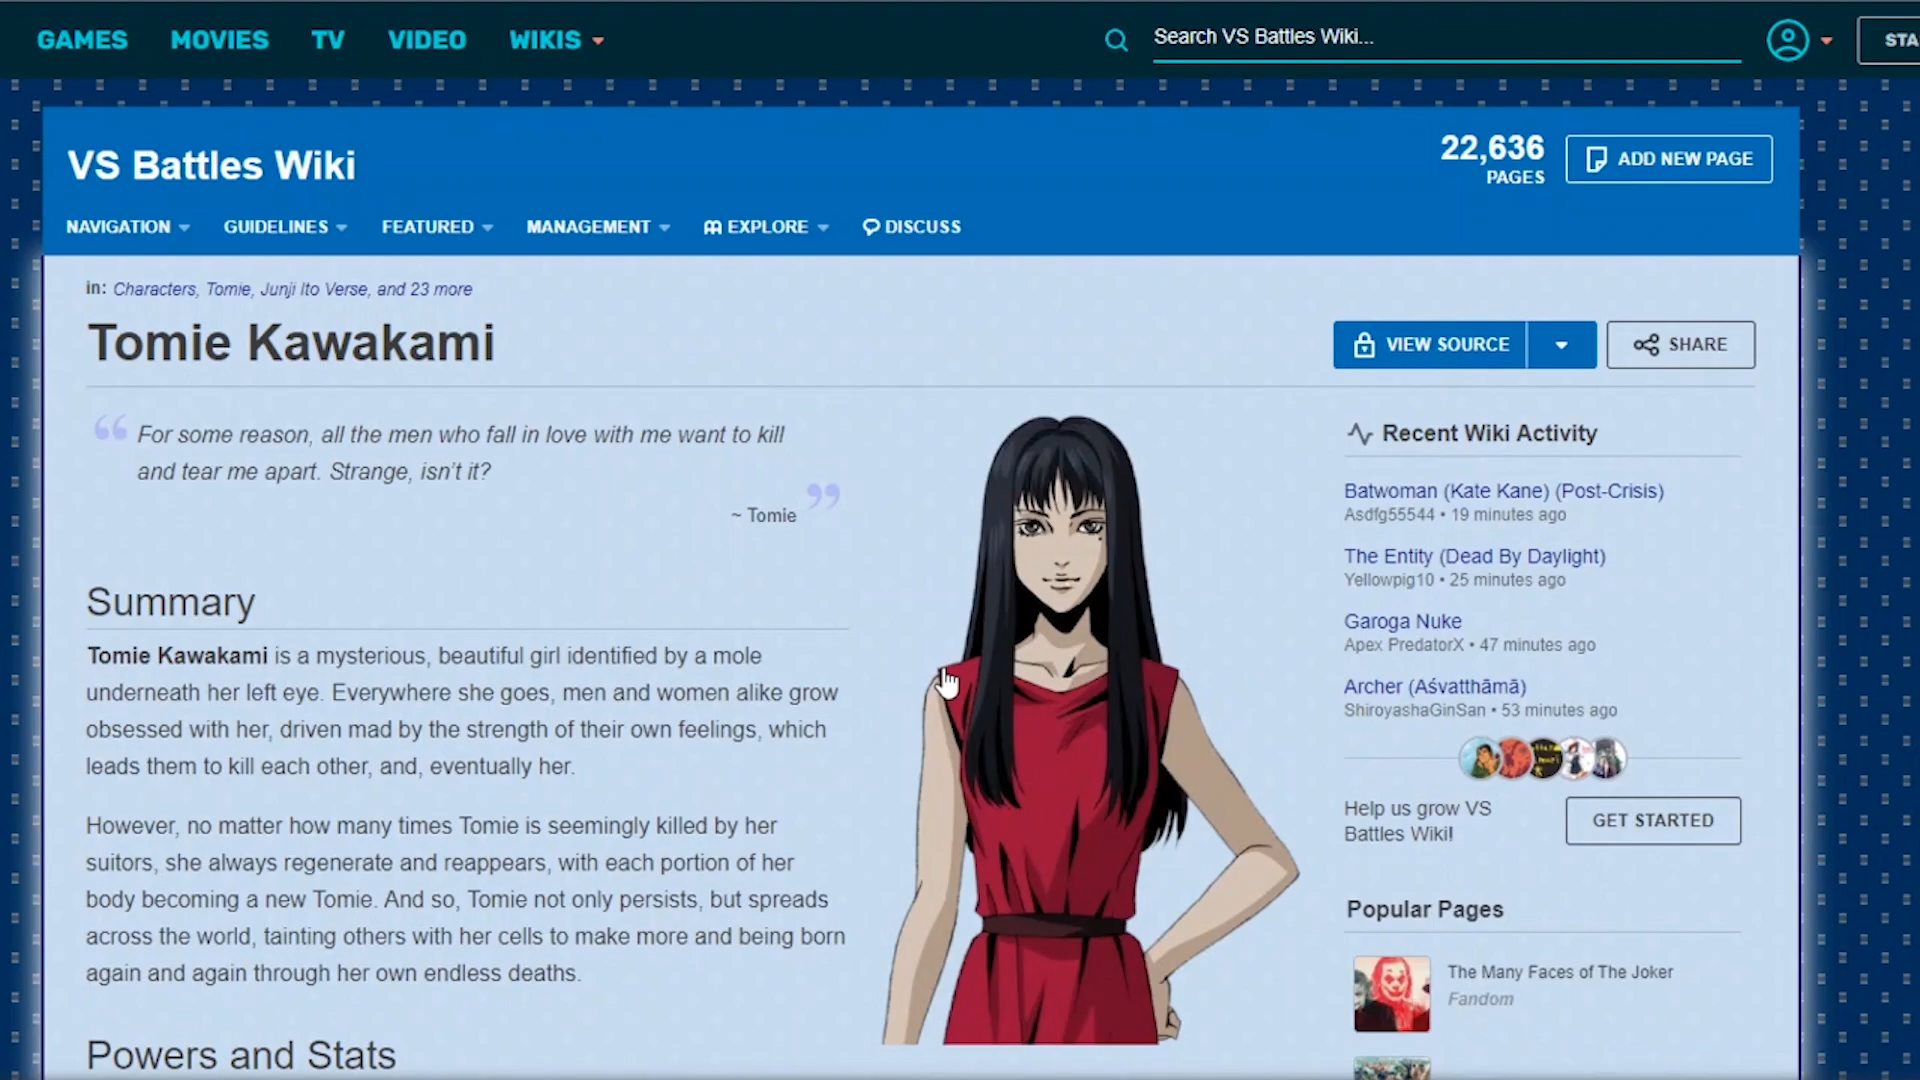 GAMES MOVIES TV VIDEO WIKIS
Search VS Battles Wiki...
STA
VS Battles Wiki
22,636
PAGES
ADD NEW PAGE
NAVIGATION GUIDELINES FEATURED MANAGEMENT EXPLORE DISCUSS
in: Characters, Tomie, Junji Ito Verse, and 23 more
Tomie Kawakami
VIEW SOURCE
SHARE
“ For some reason, all the men who fall in love with me want to kill
and tear me apart. Strange, isn't it?
”
~ Tomie
Summary
Tomie Kawakami is a mysterious, beautiful girl identified by a mole
underneath her left eye. Everywhere she goes, men and women alike grow
obsessed with her, driven mad by the strength of their own feelings, which
leads them to kill each other, and, eventually her.
However, no matter how many times Tomie is seemingly killed by her
suitors, she always regenerate and reappears, with each portion of her
body becoming a new Tomie. And so, Tomie not only persists, but spreads
across the world, tainting others with her cells to make more and being born
again and again through her own endless deaths.
Powers and Stats
Recent Wiki Activity
Batwoman (Kate Kane) (Post-Crisis)
Asdfg55544 • 19 minutes ago
The Entity (Dead By Daylight)
Yellowpig10 • 25 minutes ago
Garoga Nuke
Apex PredatorX • 47 minutes ago
Archer (Aśvatthāmā)
ShiroyashaGinSan • 53 minutes ago
Help us grow VS
Battles Wiki!
GET STARTED
Popular Pages
The Many Faces of The Joker
Fandom